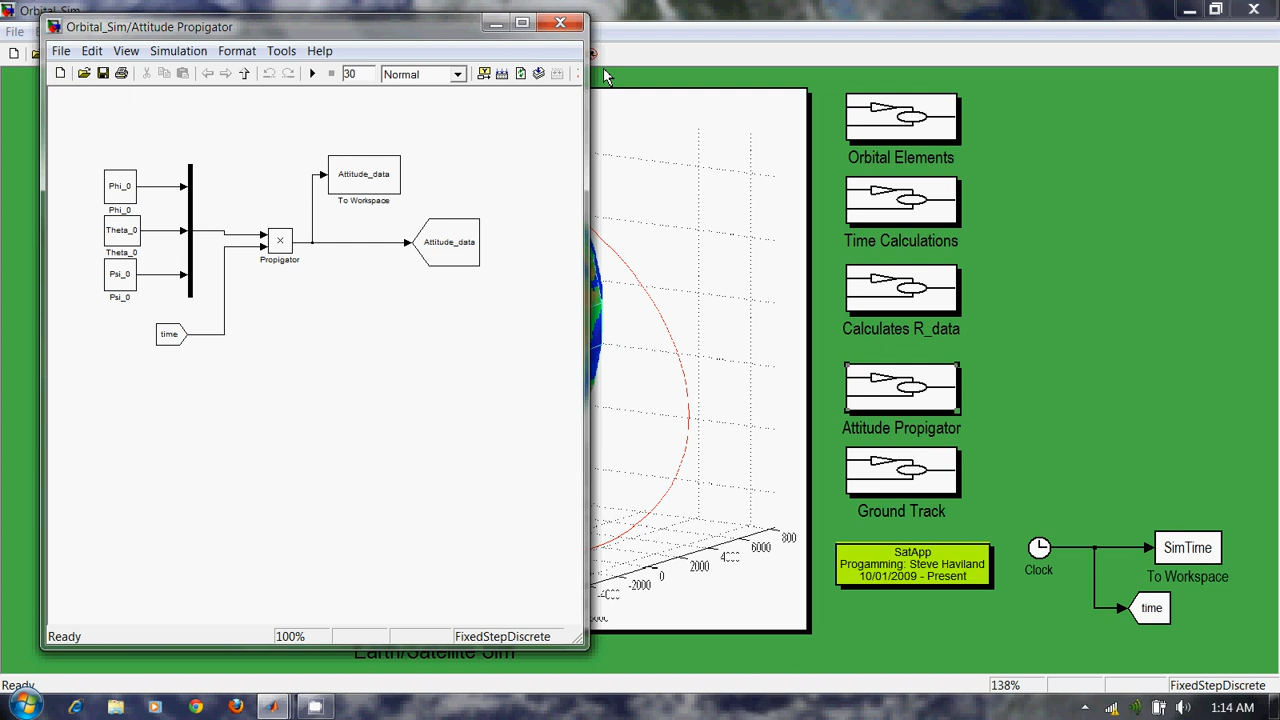 Orbital_Sim
File
Orbital_Sim/Attitude Propigator
File Edit View Simulation Format Tools Help
30 Normal
Phi_0
Phi_0
Theta_0
Theta_0
Psi_0
Psi_0
time
×
Propigator
Attitude_data
To Workspace
Attitude_data
Ready 100% FixedStepDiscrete
800
6000
4000
2000
0
-2000
-4000
Earth/Satellite Sim
Orbital Elements
Time Calculations
Calculates R_data
Attitude Propigator
Ground Track
SatApp
Progamming: Steve Haviland
10/01/2009 - Present
Clock
SimTime
To Workspace
time
Ready 138% FixedStepDiscrete
1:14 AM